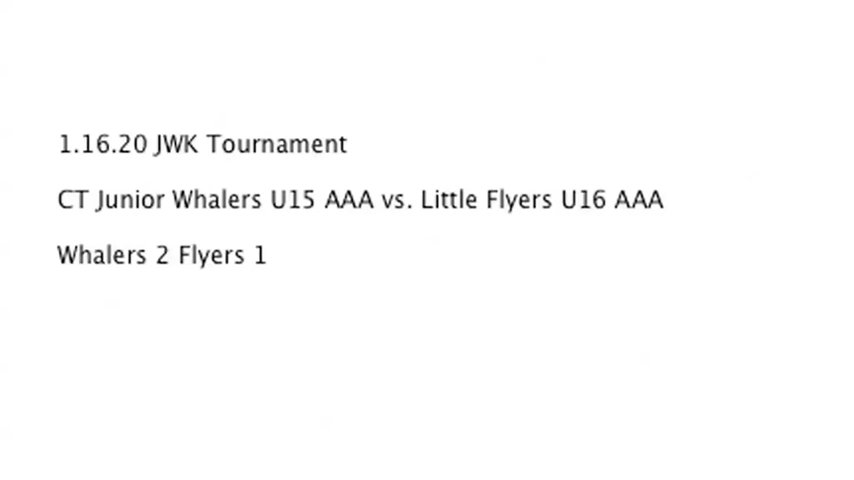 1.16.20 JWK Tournament
CT Junior Whalers U15 AAA vs. Little Flyers U16 AAA
Whalers 2 Flyers 1